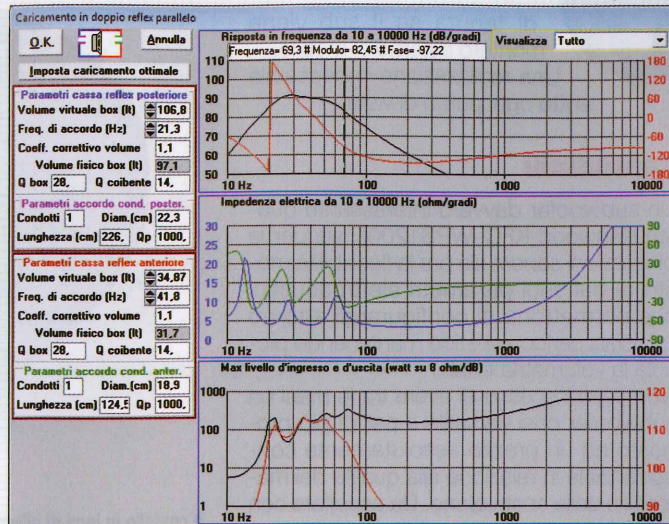 Caricamento in doppio reflex parallelo
O.K.
Annulla
Imposta caricamento ottimale
Parametri cassa reflex posteriore
Volume virtuale box (lt) 106,8
Freq. di accordo (Hz) 21,3
Coeff. correttivo volume 1,1
Volume fisico box (lt) 97,1
Q box 28, Q coibente 14,
Parametri accordo cond. poster.
Condotti 1 Diam.(cm) 22,3
Lunghezza (cm) 226, Qp 1000,
Parametri cassa reflex anteriore
Volume virtuale box (lt) 34,87
Freq. di accordo (Hz) 41,8
Coeff. correttivo volume 1,1
Volume fisico box (lt) 31,7
Q box 28, Q coibente 14,
Parametri accordo cond. anter.
Condotti 1 Diam.(cm) 18,9
Lunghezza (cm) 124,5 Qp 1000,
Risposta in frequenza da 10 a 10000 Hz (dB/gradi)
Visualizza Tutto
Frequenza= 69,3 # Modulo= 82,45 # Fase= -97,22
110 180
100 120
90 60
80 0
70 -60
60 -120
50 -180
10 Hz 100 1000 10000
Impedenza elettrica da 10 a 10000 Hz (ohm/gradi)
30 90
25 60
20 30
15 0
10 -30
5 -60
0 -90
10 Hz 100 1000 10000
Max livello d'ingresso e d'uscita (watt su 8 ohm/dB)
1000 120
100 110
10 100
1 90
10 Hz 100 1000 10000